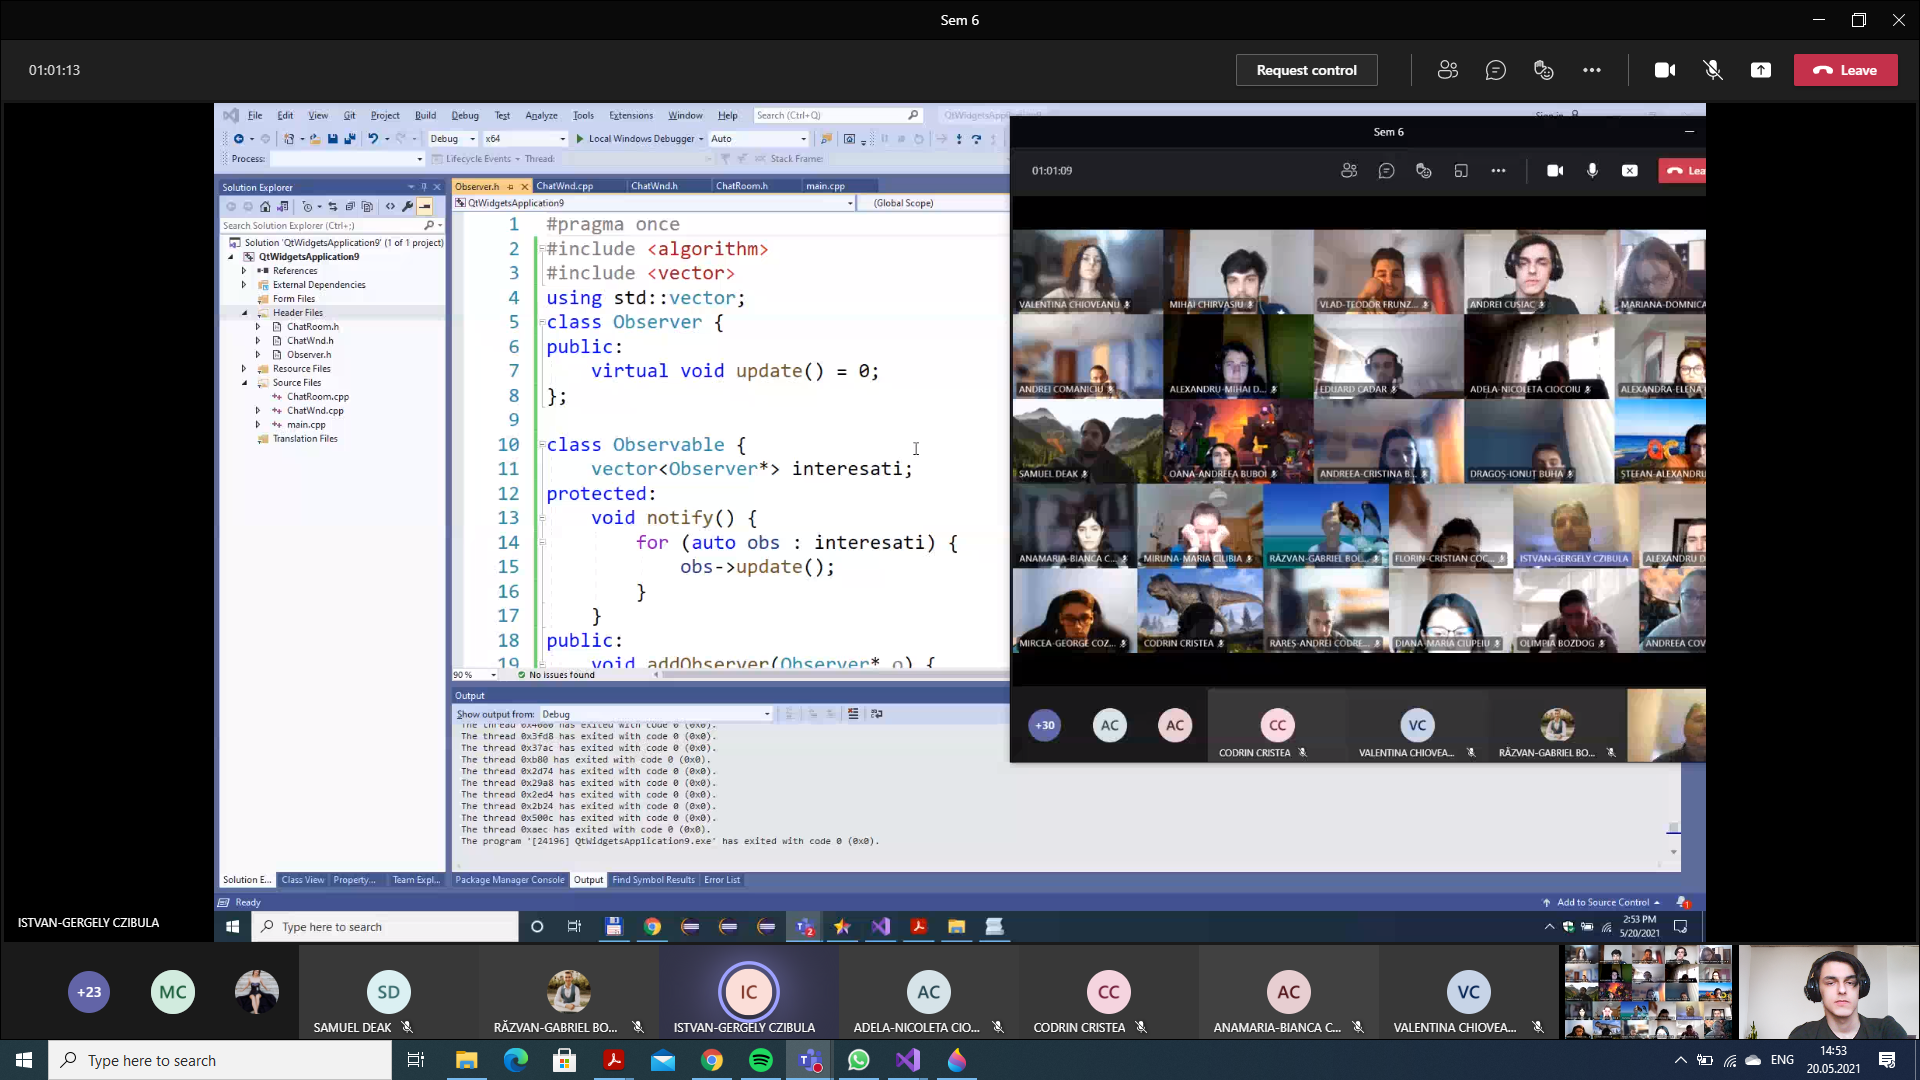 Sem 6
01:01:13
Request control
Leave
File Edit View Git Project Build Debug Test Analyze Tools Extensions Window Help Search (Ctrl+Q)
Debug x64 Local Windows Debugger Auto
Process: Lifecycle Events Thread: Stack Frame:
Solution Explorer
Search Solution Explorer (Ctrl+;)
Solution 'QtWidgetsApplication9' (1 of 1 project)
QtWidgetsApplication9
References
External Dependencies
Form Files
Header Files
ChatRoom.h
ChatWnd.h
Observer.h
Resource Files
Source Files
ChatRoom.cpp
ChatWnd.cpp
main.cpp
Translation Files
Solution E... Class View Property... Team Expl...
Observer.h ChatWnd.cpp ChatWnd.h ChatRoom.h main.cpp
QtWidgetsApplication9 (Global Scope)
1 #pragma once
2 #include <algorithm>
3 #include <vector>
4 using std::vector;
5 class Observer {
6 public:
7 virtual void update() = 0;
8 };
9
10 class Observable {
11 vector<Observer*> interesati;
12 protected:
13 void notify() {
14 for (auto obs : interesati) {
15 obs->update();
16 }
17 }
18 public:
19 void addObserver(Observer* o) {
90 % No issues found
Output
Show output from: Debug
The thread 0x4080 has exited with code 0 (0x0).
The thread 0x3fd8 has exited with code 0 (0x0).
The thread 0x37ac has exited with code 0 (0x0).
The thread 0xb80 has exited with code 0 (0x0).
The thread 0x2d74 has exited with code 0 (0x0).
The thread 0x29a8 has exited with code 0 (0x0).
The thread 0x2ed4 has exited with code 0 (0x0).
The thread 0x2b24 has exited with code 0 (0x0).
The thread 0x500c has exited with code 0 (0x0).
The thread 0xaec has exited with code 0 (0x0).
The program '[24196] QtWidgetsApplication9.exe' has exited with code 0 (0x0).
Package Manager Console Output Find Symbol Results Error List
Ready
Add to Source Control
Sem 6
01:01:09
Lea
VALENTINA CHIOVEANU MIHAI CHIRVASIU VLAD-TEODOR FRUNZ... ANDREI CUSIAC MARIANA-DOMNICA
ANDREI COMANICIU ALEXANDRU-MIHAI D... EDUARD CADAR ADELA-NICOLETA CIOCOIU ALEXANDRA-ELENA
SAMUEL DEAK OANA-ANDREEA BUBOI ANDREEA-CRISTINA B... DRAGOȘ-IONUȚ BUHA ȘTEFAN-ALEXANDRU
ANAMARIA-BIANCA C... MIRUNA-MARIA CILIBIA RĂZVAN-GABRIEL BO... FLORIN-CRISTIAN COC... ISTVAN-GERGELY CZIBULA ALEXANDRU D
MIRCEA-GEORGE COZ... CODRIN CRISTEA RAREȘ-ANDREI CODRE... DIANA-MARIA CIUPEIU OLIMPIA BOZDOG ANDREEA COV
+30 AC AC CC VC
CODRIN CRISTEA VALENTINA CHIOVEA... RĂZVAN-GABRIEL BO...
ISTVAN-GERGELY CZIBULA
Type here to search
2:53 PM
5/20/2021
+23 MC SD IC AC CC AC VC
SAMUEL DEAK RĂZVAN-GABRIEL BO... ISTVAN-GERGELY CZIBULA ADELA-NICOLETA CIO... CODRIN CRISTEA ANAMARIA-BIANCA C... VALENTINA CHIOVEA...
Type here to search
ENG
14:53
20.05.2021